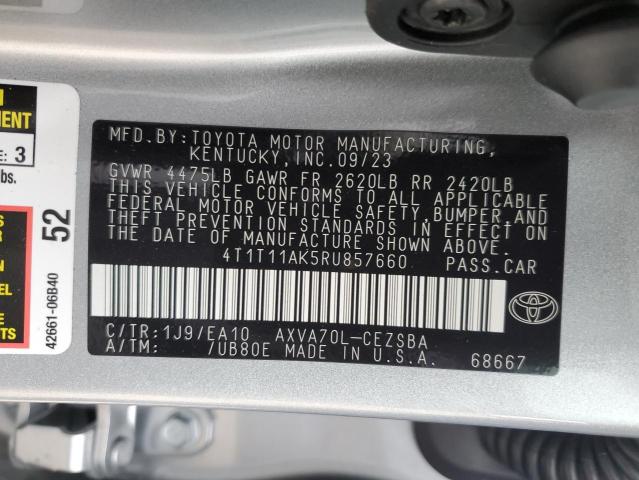 MFD.BY:TOYOTA MOTOR MANUFACTURING,
KENTUCKY,INC.09/23
GVWR 4475LB GAWR FR 2620LB RR 2420LB
THIS VEHICLE CONFORMS TO ALL APPLICABLE
FEDERAL MOTOR VEHICLE SAFETY,BUMPER,AND
THEFT PREVENTION STANDARDS IN EFFECT ON
THE DATE OF MANUFACTURE SHOWN ABOVE.
4T1T11AK5RU857660 PASS.CAR
C/TR:1J9/EA10 AXVA70L-CEZSBA
A/TM: 7UB80E MADE IN U.S.A.
68667
3
52
42661-06B40